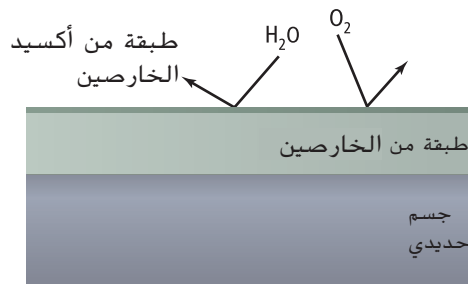 طبقة من أكسيد
الخارصين
H₂O
O₂
طبقة من الخارصين
جسم
حديدي